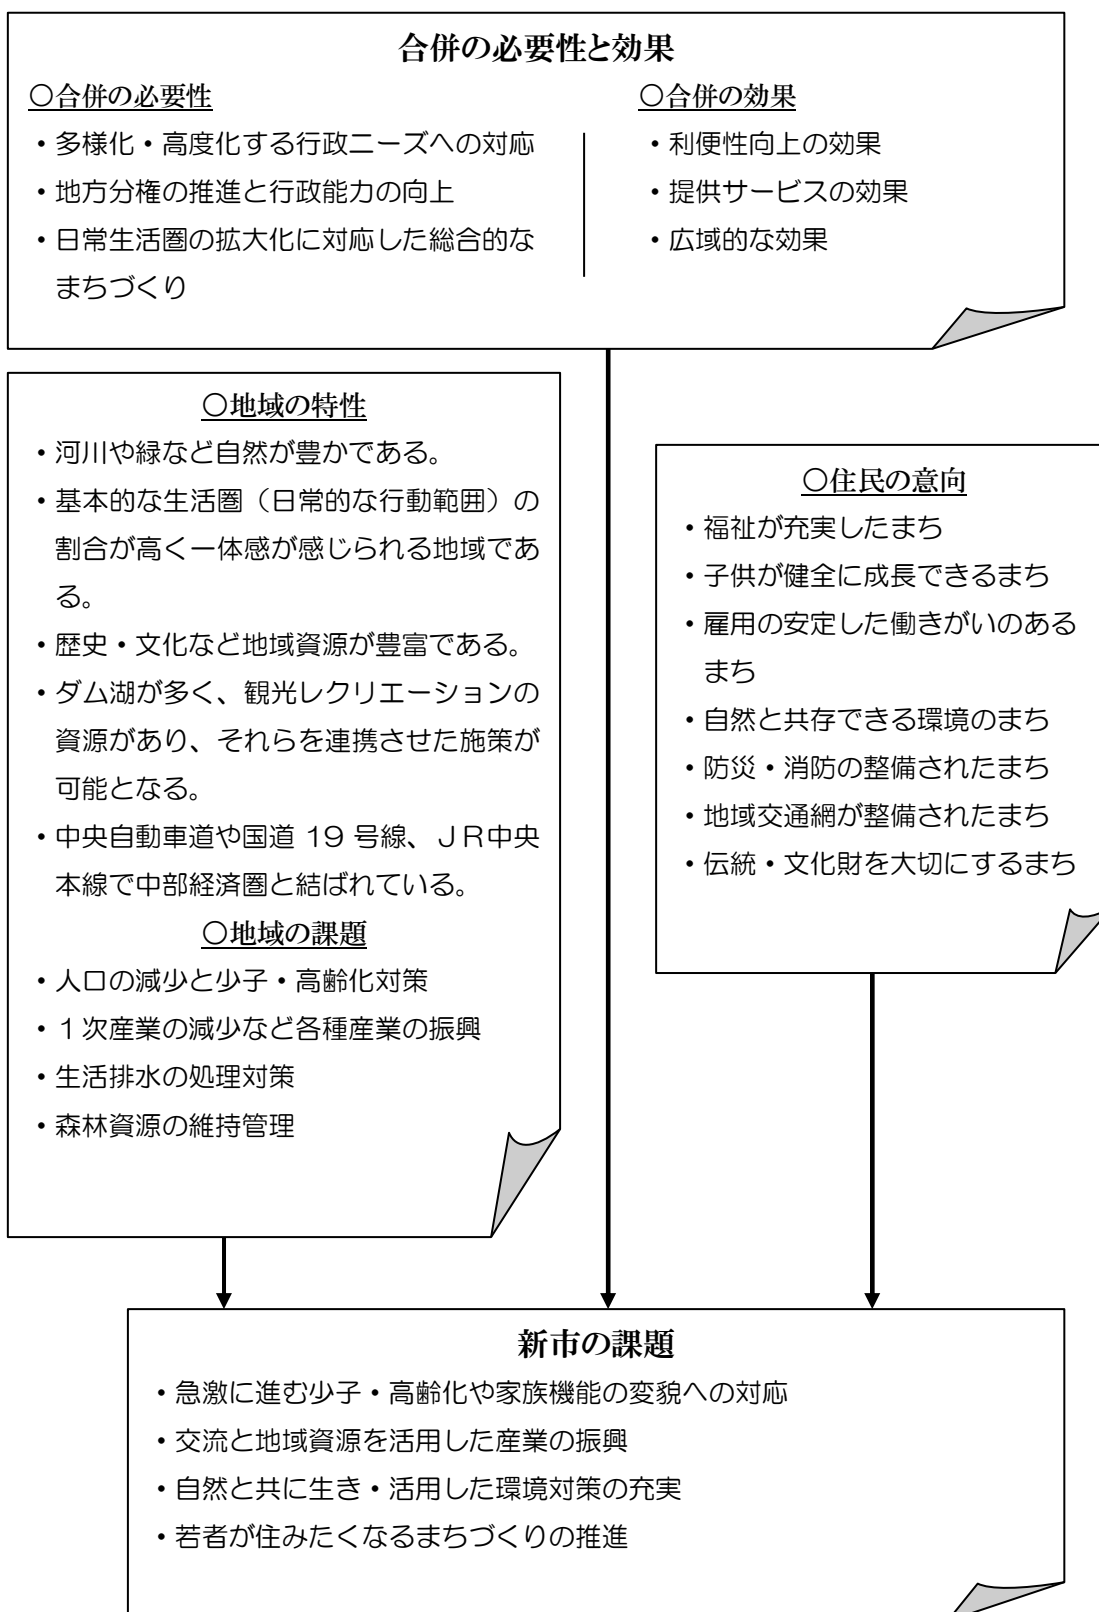 合併の必要性と効果
○合併の必要性
・多様化・高度化する行政ニーズへの対応
・地方分権の推進と行政能力の向上
・日常生活圏の拡大化に対応した総合的な
まちづくり
○合併の効果
・利便性向上の効果
・提供サービスの効果
・広域的な効果
○地域の特性
・河川や緑など自然が豊かである。
・基本的な生活圏（日常的な行動範囲）の
割合が高く一体感が感じられる地域であ
る。
・歴史・文化など地域資源が豊富である。
・ダム湖が多く、観光レクリエーションの
資源があり、それらを連携させた施策が
可能となる。
・中央自動車道や国道 19 号線、ＪＲ中央
本線で中部経済圏と結ばれている。
○地域の課題
・人口の減少と少子・高齢化対策
・１次産業の減少など各種産業の振興
・生活排水の処理対策
・森林資源の維持管理
○住民の意向
・福祉が充実したまち
・子供が健全に成長できるまち
・雇用の安定した働きがいのある
まち
・自然と共存できる環境のまち
・防災・消防の整備されたまち
・地域交通網が整備されたまち
・伝統・文化財を大切にするまち
新市の課題
・急激に進む少子・高齢化や家族機能の変貌への対応
・交流と地域資源を活用した産業の振興
・自然と共に生き・活用した環境対策の充実
・若者が住みたくなるまちづくりの推進